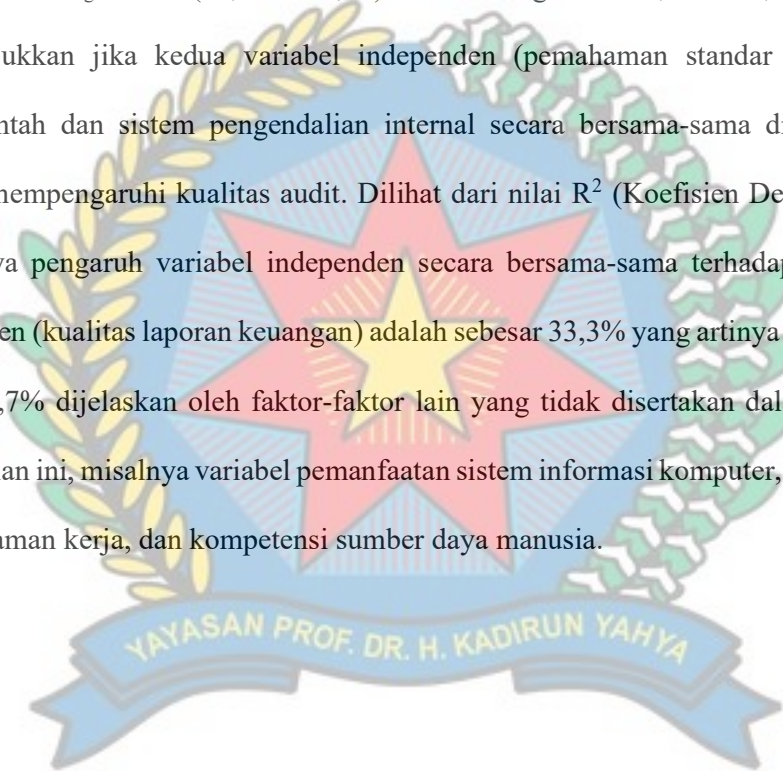 ukkan jika kedua variabel independen (pemahaman standar
ntah dan sistem pengendalian internal secara bersama-sama di
mempengaruhi kualitas audit. Dilihat dari nilai R² (Koefisien De
ya pengaruh variabel independen secara bersama-sama terhadap
en (kualitas laporan keuangan) adalah sebesar 33,3% yang artinya
,7% dijelaskan oleh faktor-faktor lain yang tidak disertakan dal
an ini, misalnya variabel pemanfaatan sistem informasi komputer,
aman kerja, dan kompetensi sumber daya manusia.
YAYASAN PROF. DR. H. KADIRUN YAHYA